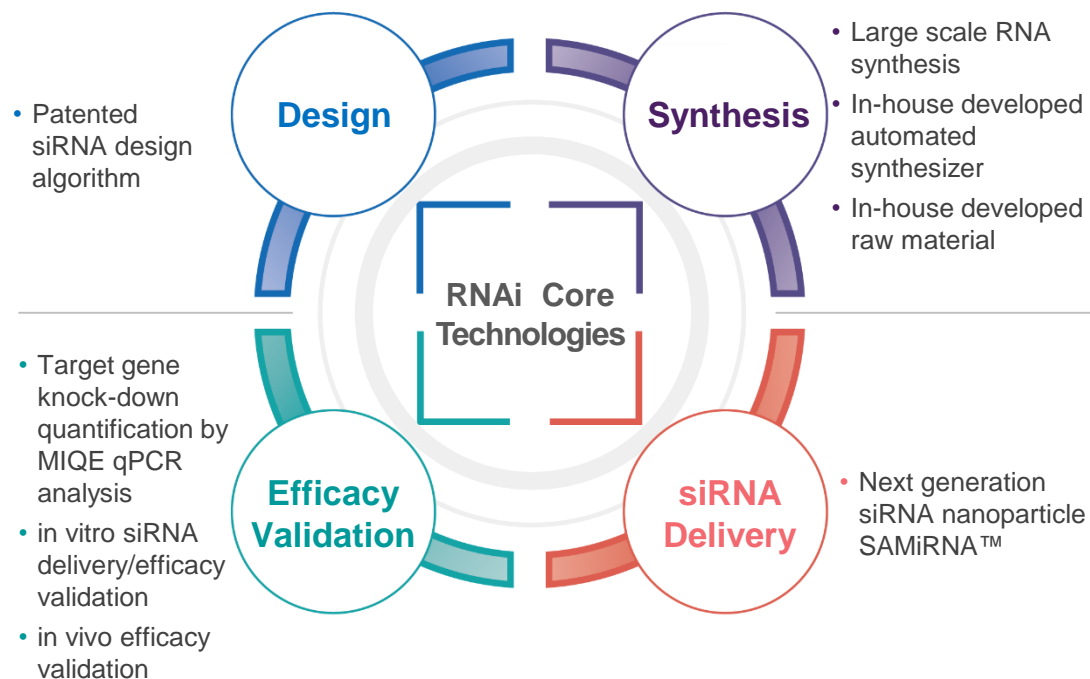 Design
• Patented
siRNA design
algorithm
Synthesis
• Large scale RNA
synthesis
• In-house developed
automated
synthesizer
• In-house developed
raw material
RNAi Core
Technologies
Efficacy
Validation
• Target gene
knock-down
quantification by
MIQE qPCR
analysis
• in vitro siRNA
delivery/efficacy
validation
• in vivo efficacy
validation
siRNA
Delivery
• Next generation
siRNA nanoparticle
SAMiRNA™